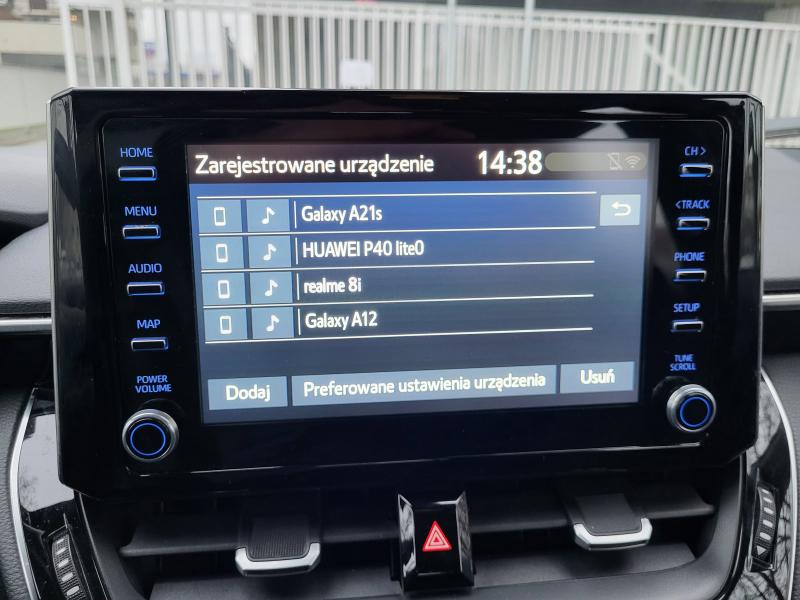 HOME
MENU
AUDIO
MAP
POWER
VOLUME
Zarejestrowane urządzenie 14:38
Galaxy A21s
HUAWEI P40 lite0
realme 8i
Galaxy A12
Dodaj
Preferowane ustawienia urządzenia
Usuń
CH >
< TRACK
PHONE
SETUP
TUNE
SCROLL